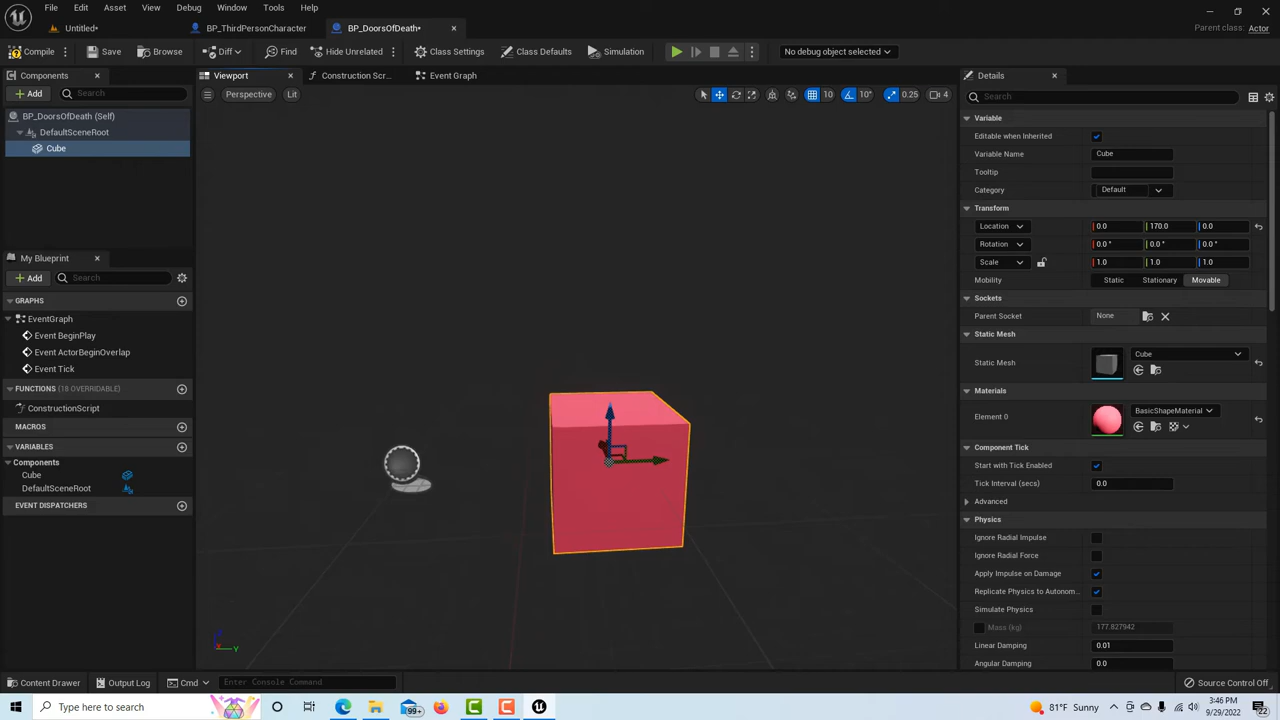 File Edit Asset View Debug Window Tools Help
Untitled* BP_ThirdPersonCharacter BP_DoorsOfDeath* Parent class: Actor
Compile Save Browse Diff Find Hide Unrelated Class Settings Class Defaults Simulation No debug object selected
Components
Add Search
BP_DoorsOfDeath (Self)
DefaultSceneRoot
Cube
My Blueprint
Add Search
GRAPHS
EventGraph
Event BeginPlay
Event ActorBeginOverlap
Event Tick
FUNCTIONS (18 OVERRIDABLE)
ConstructionScript
MACROS
VARIABLES
Components
Cube
DefaultSceneRoot
EVENT DISPATCHERS
Viewport Construction Scr... Event Graph
Perspective Lit 10 10° 0.25 4
Y
Details
Search
Variable
Editable when Inherited
Variable Name Cube
Tooltip
Category Default
Transform
Location 0.0 170.0 0.0
Rotation 0.0 ° 0.0 ° 0.0 °
Scale 1.0 1.0 1.0
Mobility Static Stationary Movable
Sockets
Parent Socket None
Static Mesh
Static Mesh Cube
Materials
Element 0 BasicShapeMaterial
Component Tick
Start with Tick Enabled
Tick Interval (secs) 0.0
Advanced
Physics
Ignore Radial Impulse
Ignore Radial Force
Apply Impulse on Damage
Replicate Physics to Autonom...
Simulate Physics
Mass (kg) 177.827942
Linear Damping 0.01
Angular Damping 0.0
Content Drawer Output Log Cmd Enter Console Command Source Control Off
Type here to search 99+ 81°F Sunny 3:46 PM
9/29/2022 22